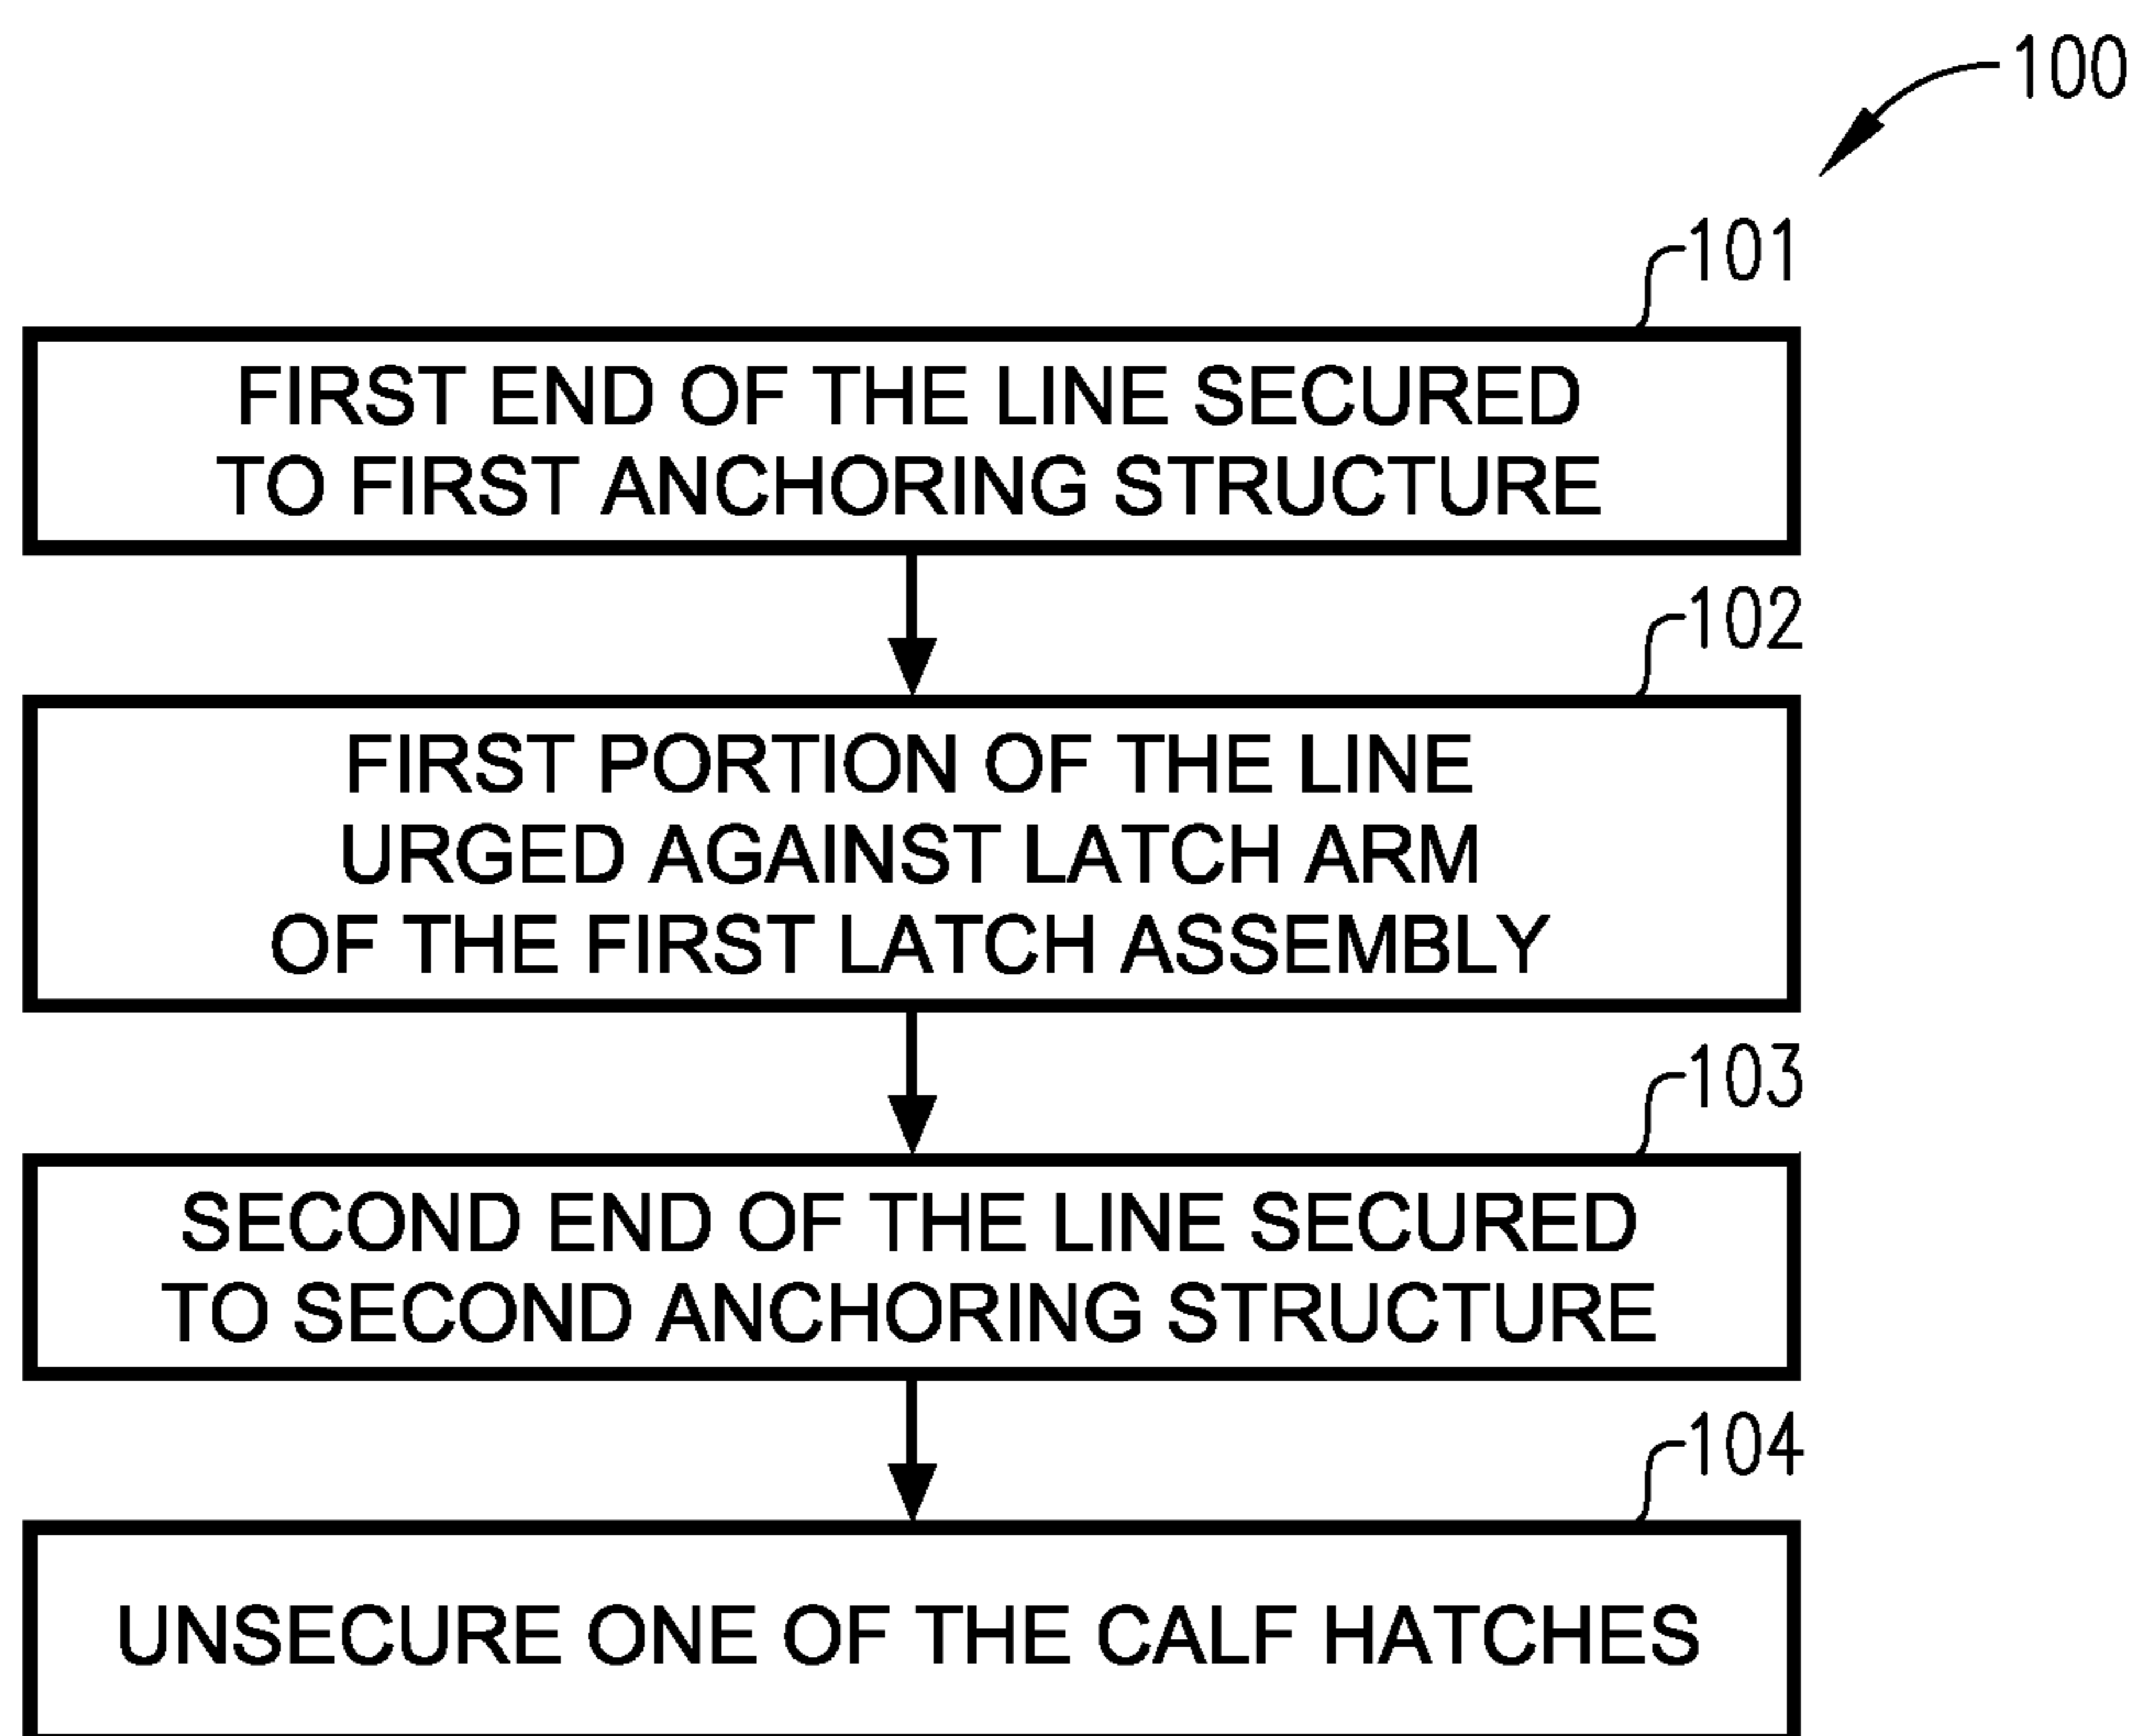 100
101
FIRST END OF THE LINE SECURED
TO FIRST ANCHORING STRUCTURE
102
FIRST PORTION OF THE LINE
URGED AGAINST LATCH ARM
OF THE FIRST LATCH ASSEMBLY
103
SECOND END OF THE LINE SECURED
TO SECOND ANCHORING STRUCTURE
104
UNSECURE ONE OF THE CALF HATCHES